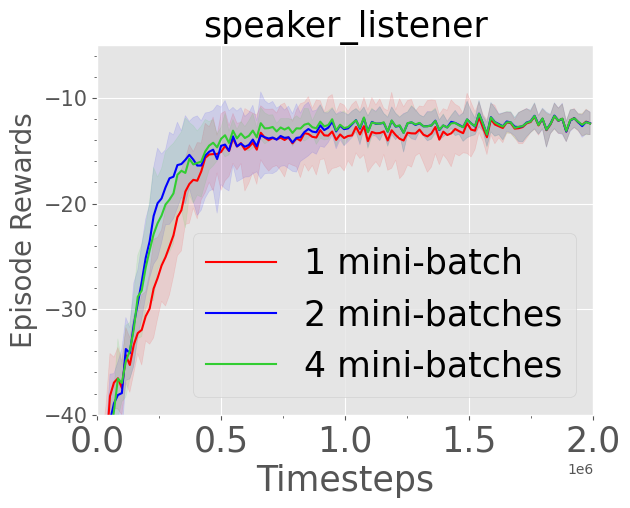 speaker_listener
Episode Rewards
−10
−20
−30
−40
1 mini-batch
2 mini-batches
4 mini-batches
0.0 0.5 1.0 1.5 2.0
1e6
Timesteps